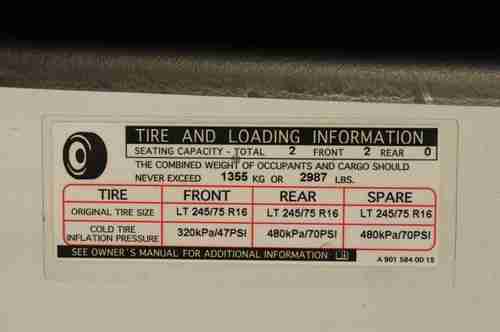 TIRE AND LOADING INFORMATION
SEATING CAPACITY - TOTAL 2 FRONT 2 REAR 0
THE COMBINED WEIGHT OF OCCUPANTS AND CARGO SHOULD
NEVER EXCEED 1355 KG OR 2987 LBS.
TIRE FRONT REAR SPARE
ORIGINAL TIRE SIZE LT 245/75 R16 LT 245/75 R16 LT 245/75 R16
COLD TIRE
INFLATION PRESSURE 320kPa/47PSI 480kPa/70PSI 480kPa/70PSI
SEE OWNER'S MANUAL FOR ADDITIONAL INFORMATION
A 901 584 00 15